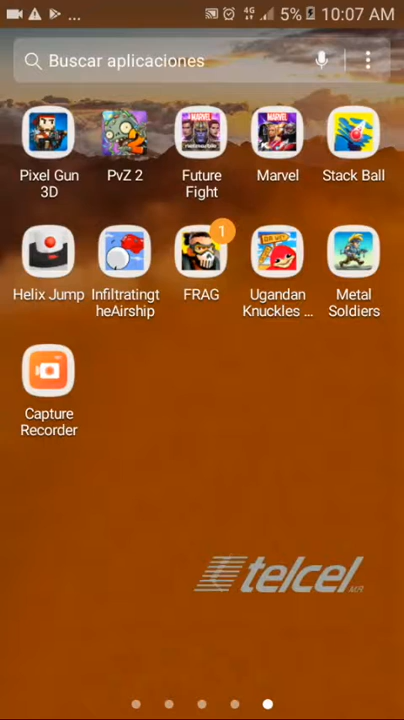 ... 4G 5% 10:07 AM
Buscar aplicaciones
Pixel Gun
3D
PvZ 2
Future
Fight
Marvel
Stack Ball
Helix Jump
Infiltratingt
heAirship
1
FRAG
Ugandan
Knuckles ...
Metal
Soldiers
Capture
Recorder
telcel